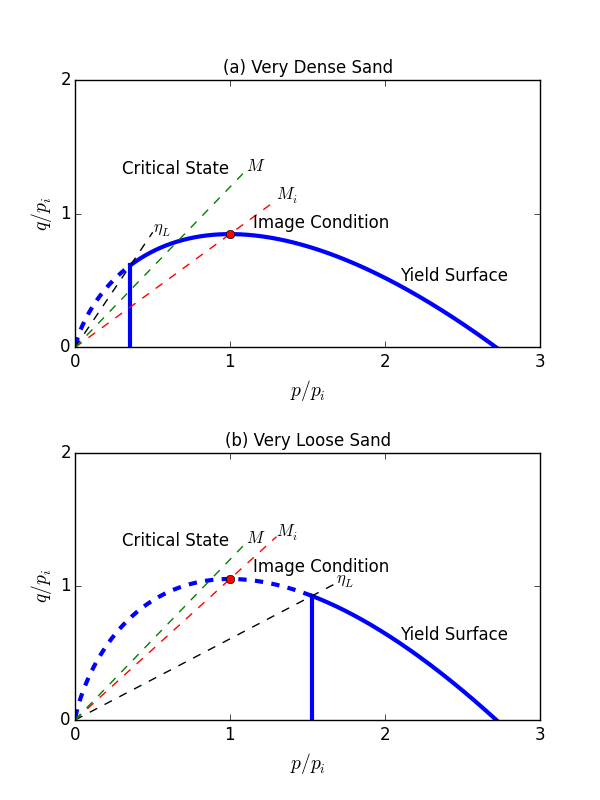 (a) Very Dense Sand
2
Critical State
M
M_i
η_L
Image Condition
1
q/p_i
Yield Surface
0
0 1 2 3
p/p_i
(b) Very Loose Sand
2
Critical State
M
M_i
Image Condition
η_L
1
q/p_i
Yield Surface
0
0 1 2 3
p/p_i